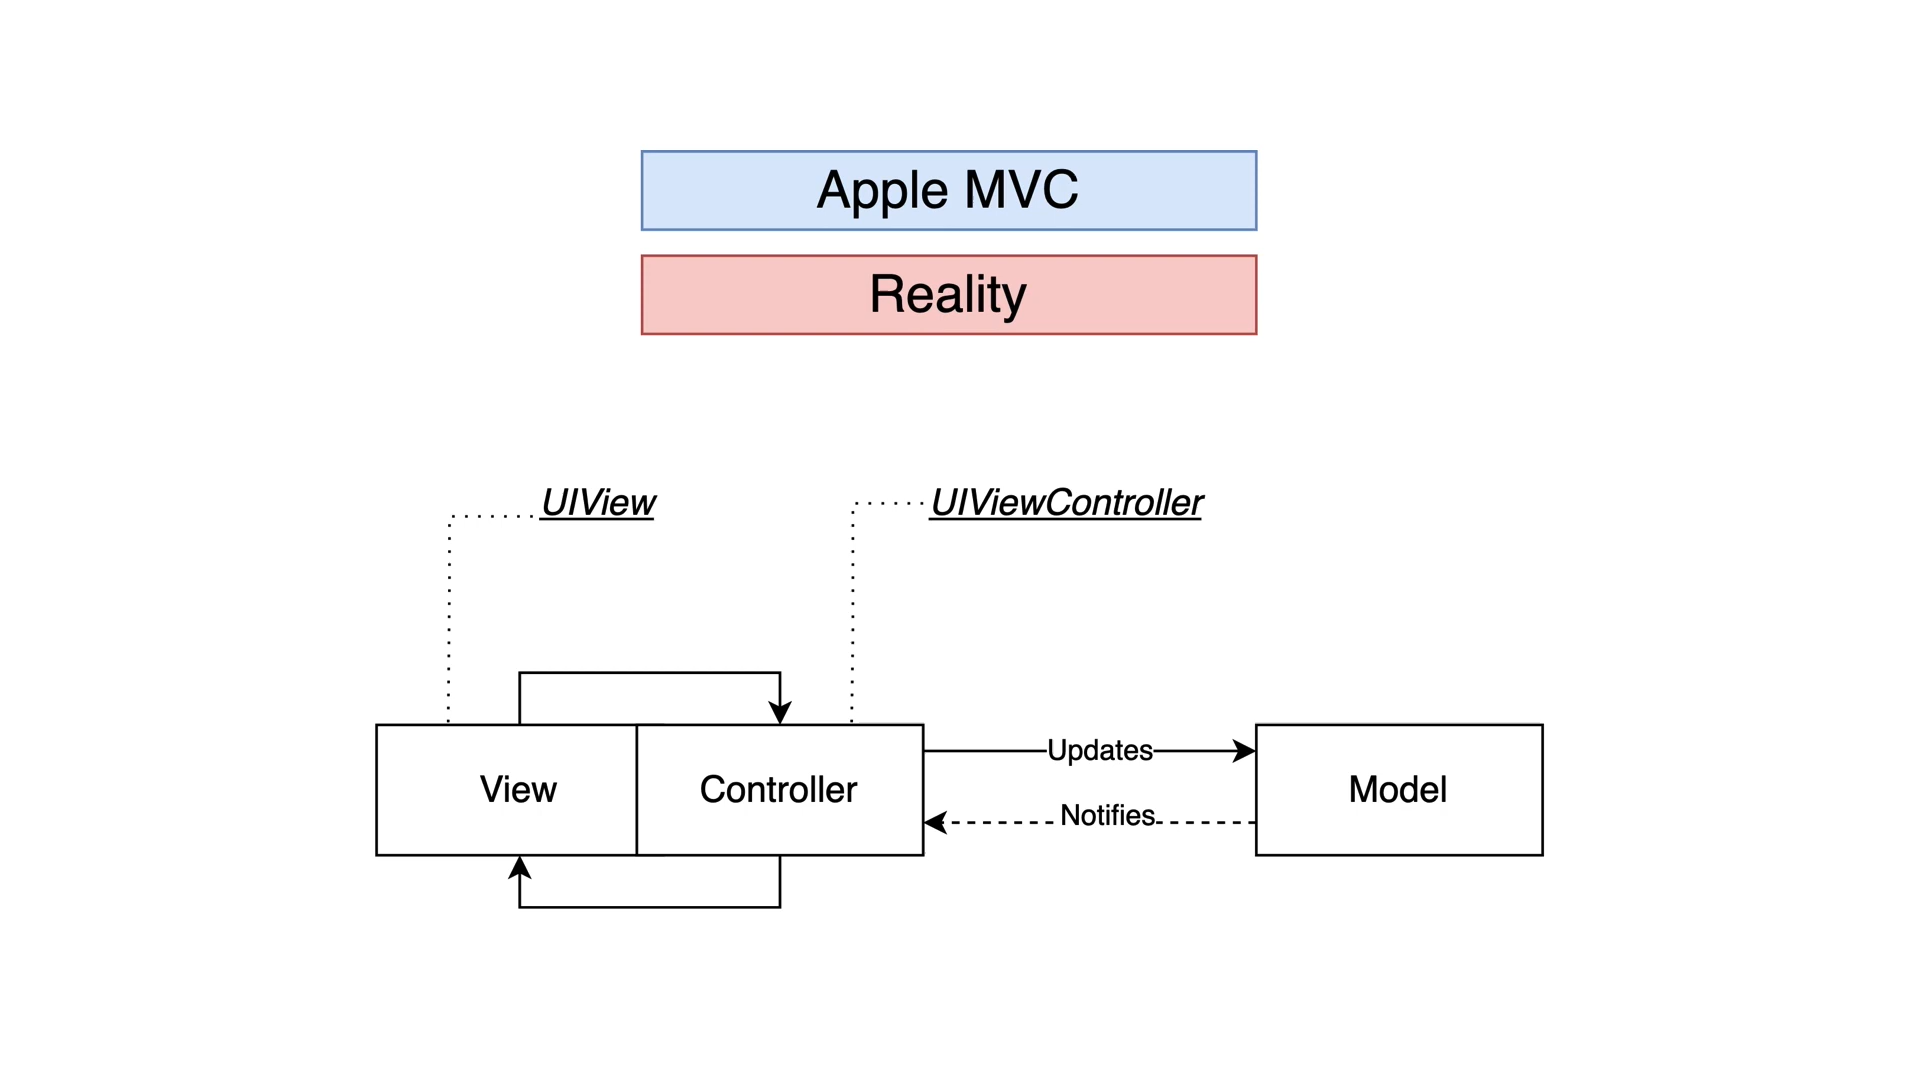 Apple MVC
Reality
UIView
UIViewController
Updates
View
Controller
Model
Notifies